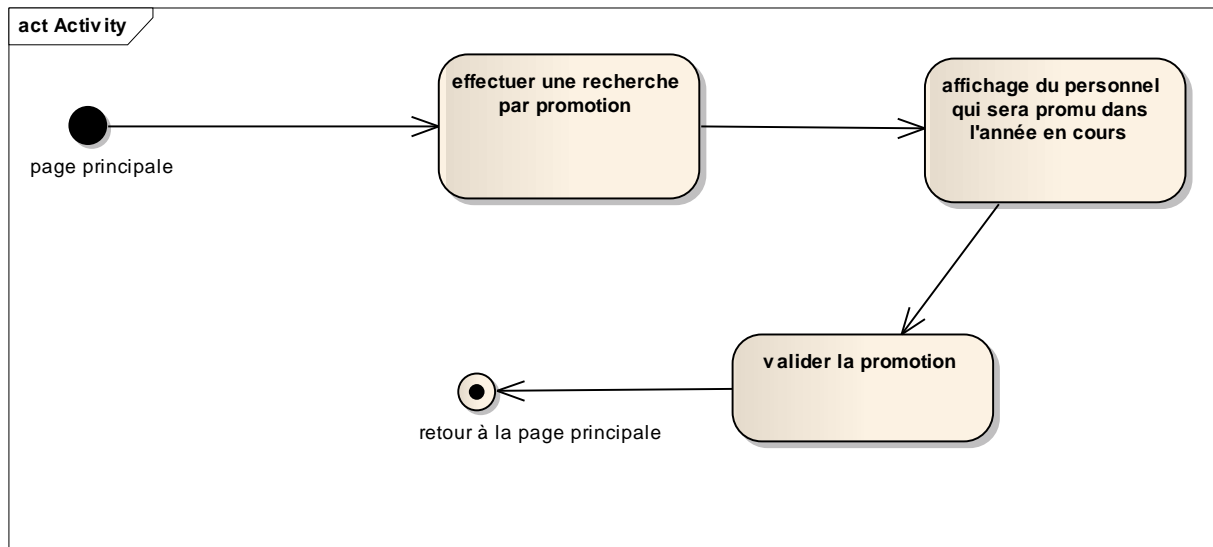 act Activity
effectuer une recherche
par promotion
affichage du personnel
qui sera promu dans
l'année en cours
page principale
valider la promotion
retour à la page principale